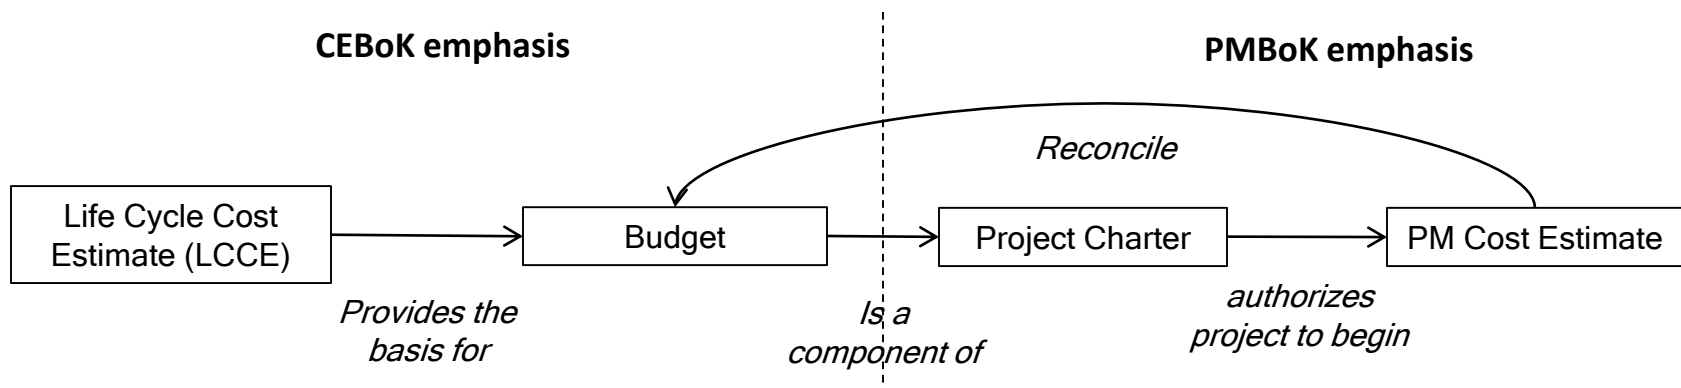 CEBoK emphasis
PMBoK emphasis
Reconcile
Life Cycle Cost
Estimate (LCCE)
Budget
Project Charter
PM Cost Estimate
Provides the
basis for
Is a
component of
authorizes
project to begin